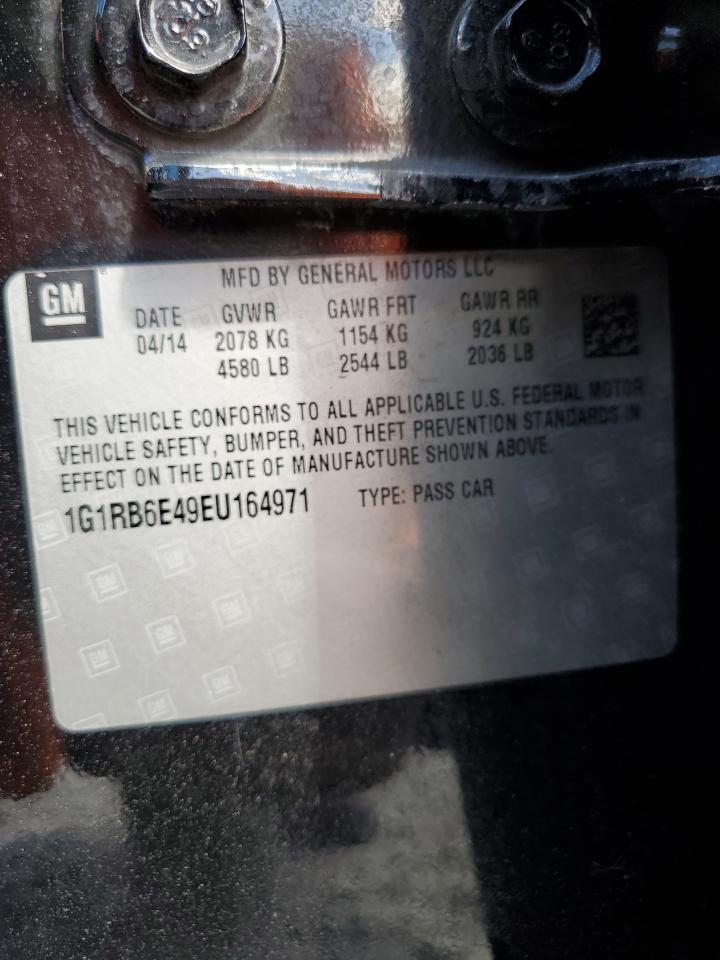 GM
MFD BY GENERAL MOTORS LLC
DATE GVWR GAWR FRT GAWR RR
04/14 2078 KG 1154 KG 924 KG
4580 LB 2544 LB 2036 LB
THIS VEHICLE CONFORMS TO ALL APPLICABLE U.S. FEDERAL MOTOR
VEHICLE SAFETY, BUMPER, AND THEFT PREVENTION STANDARDS IN
EFFECT ON THE DATE OF MANUFACTURE SHOWN ABOVE.
1G1RB6E49EU164971 TYPE: PASS CAR